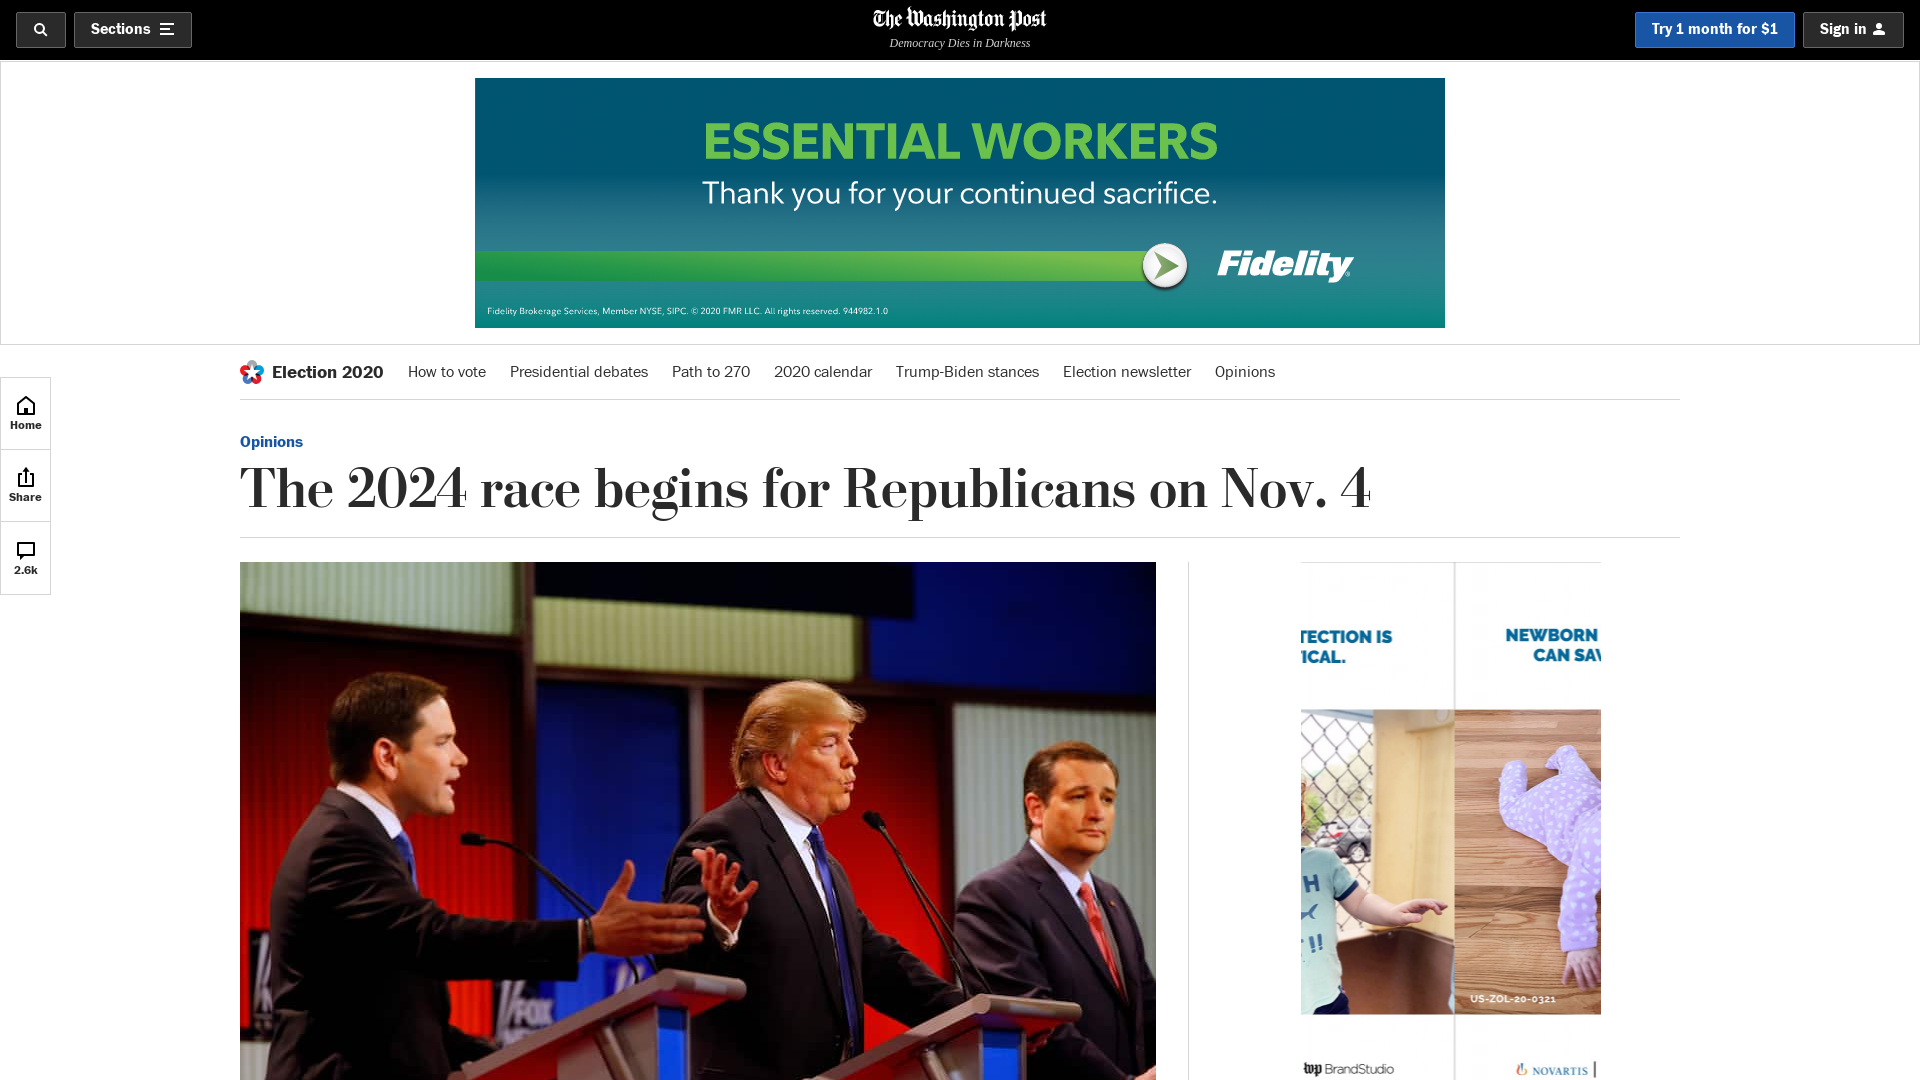 Sections
The Washington Post
Democracy Dies in Darkness
Try 1 month for $1
Sign in
ESSENTIAL WORKERS
Thank you for your continued sacrifice.
Fidelity
Fidelity Brokerage Services, Member NYSE, SIPC. © 2020 FMR LLC. All rights reserved. 944982.1.0
Election 2020
How to vote
Presidential debates
Path to 270
2020 calendar
Trump-Biden stances
Election newsletter
Opinions
Home
Share
2.6k
Opinions
The 2024 race begins for Republicans on Nov. 4
FOX
TECTION IS
ICAL.
NEWBORN
CAN SAV
!!
US-ZOL-20-0321
wp BrandStudio
NOVARTIS